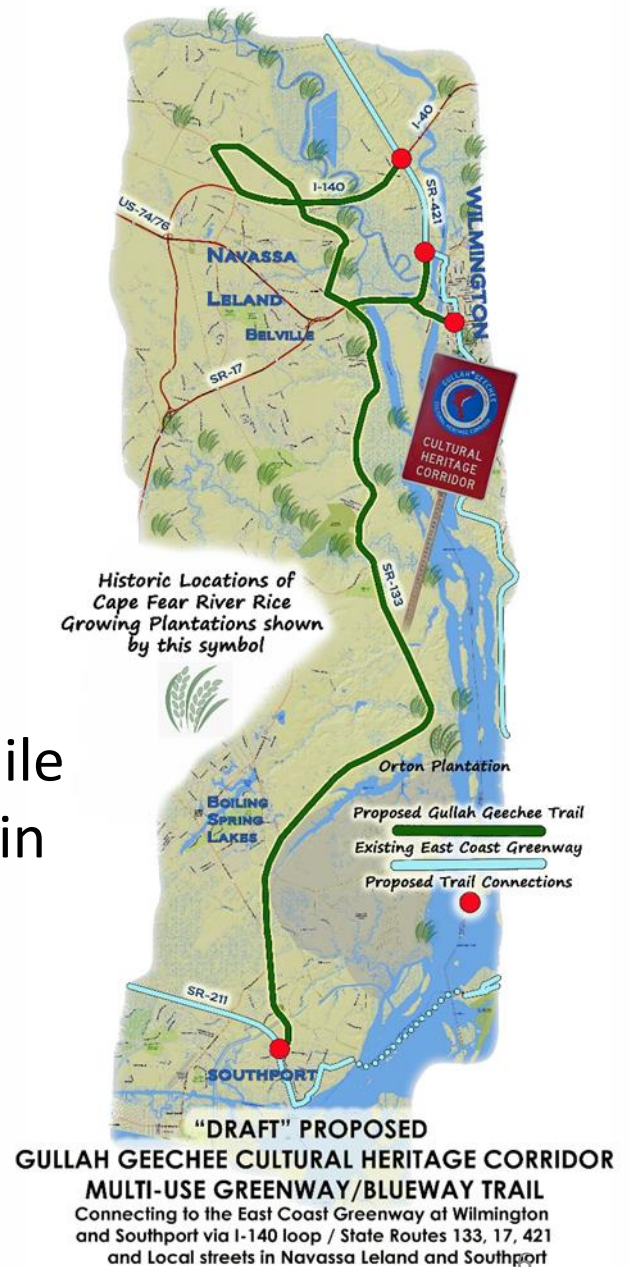 I-40
I-140
SR-421
US-74/76
WILMINGTON
NAVASSA
LELAND
BELVILLE
SR-17
GULLAH GEECHEE
CULTURAL
HERITAGE
CORRIDOR
SR-133
Historic Locations of
Cape Fear River Rice
Growing Plantations shown
by this symbol
ile
in
Orton Plantation
BOILING
SPRING
LAKES
Proposed Gullah Geechee Trail
Existing East Coast Greenway
Proposed Trail Connections
SR-211
SOUTHPORT
“DRAFT” PROPOSED
GULLAH GEECHEE CULTURAL HERITAGE CORRIDOR
MULTI-USE GREENWAY/BLUEWAY TRAIL
Connecting to the East Coast Greenway at Wilmington
and Southport via I-140 loop / State Routes 133, 17, 421
and Local streets in Navassa Leland and Southport